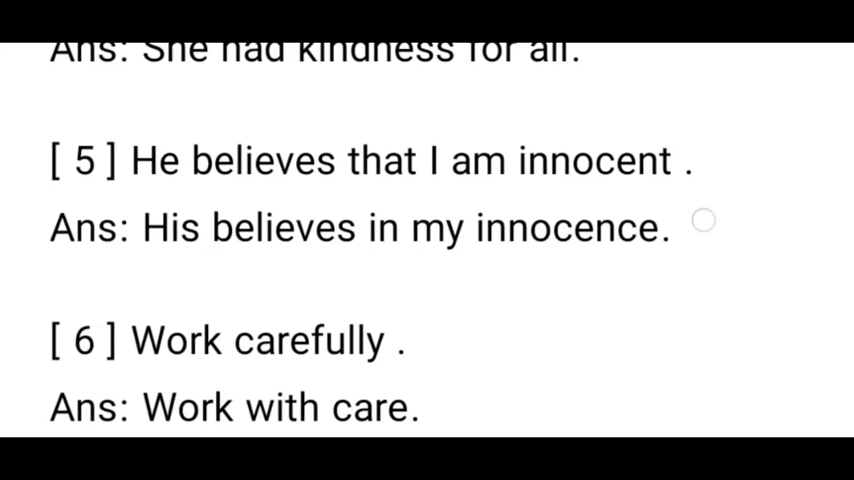 Ans: She had kindness for all.
[ 5 ] He believes that I am innocent .
Ans: His believes in my innocence.
[ 6 ] Work carefully .
Ans: Work with care.